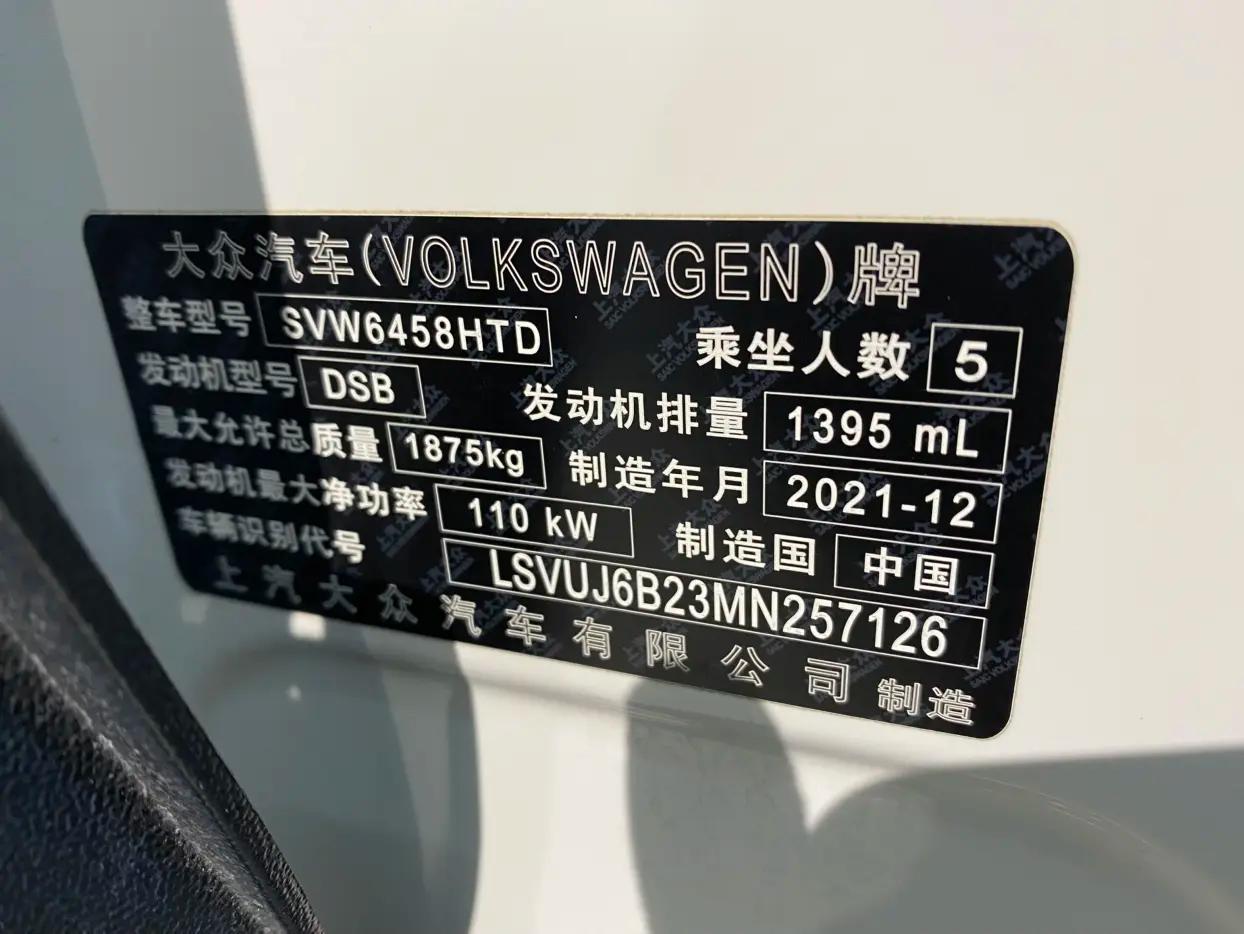 大众汽车(VOLKSWAGEN)牌
整车型号 SVW6458HTD 乘坐人数 5
发动机型号 DSB 发动机排量 1395 mL
最大允许总质量 1875kg 制造年月 2021-12
发动机最大净功率 110 kW 制造国 中国
车辆识别代号 LSVUJ6B23MN257126
上汽大众汽车有限公司制造